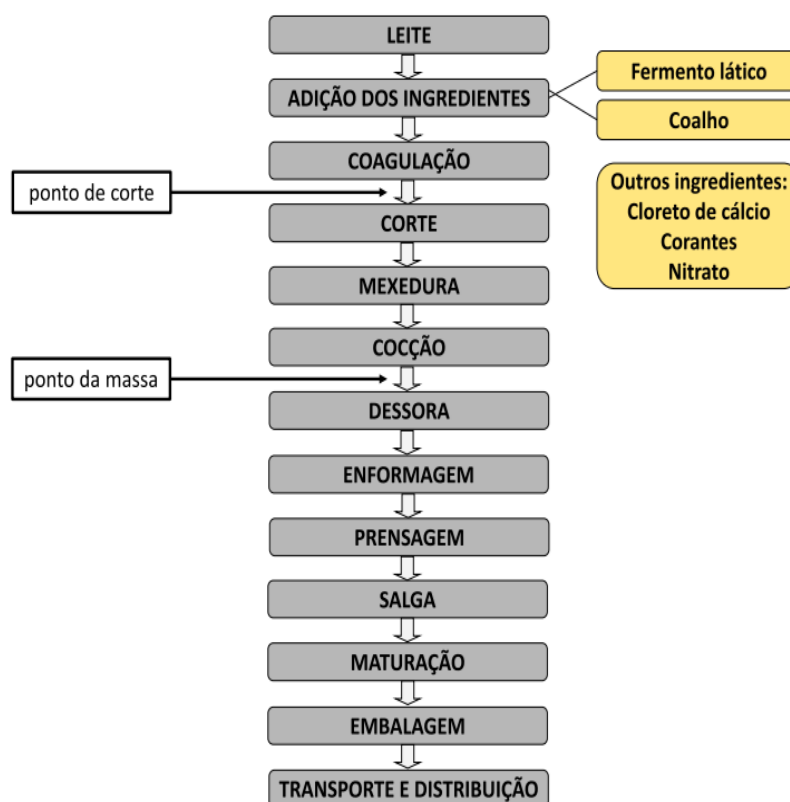 LEITE
ADIÇÃO DOS INGREDIENTES
Fermento lático
Coalho
COAGULAÇÃO
Outros ingredientes:
Cloreto de cálcio
Corantes
Nitrato
ponto de corte
CORTE
MEXEDURA
COCÇÃO
ponto da massa
DESSORA
ENFORMAGEM
PRENSAGEM
SALGA
MATURAÇÃO
EMBALAGEM
TRANSPORTE E DISTRIBUIÇÃO